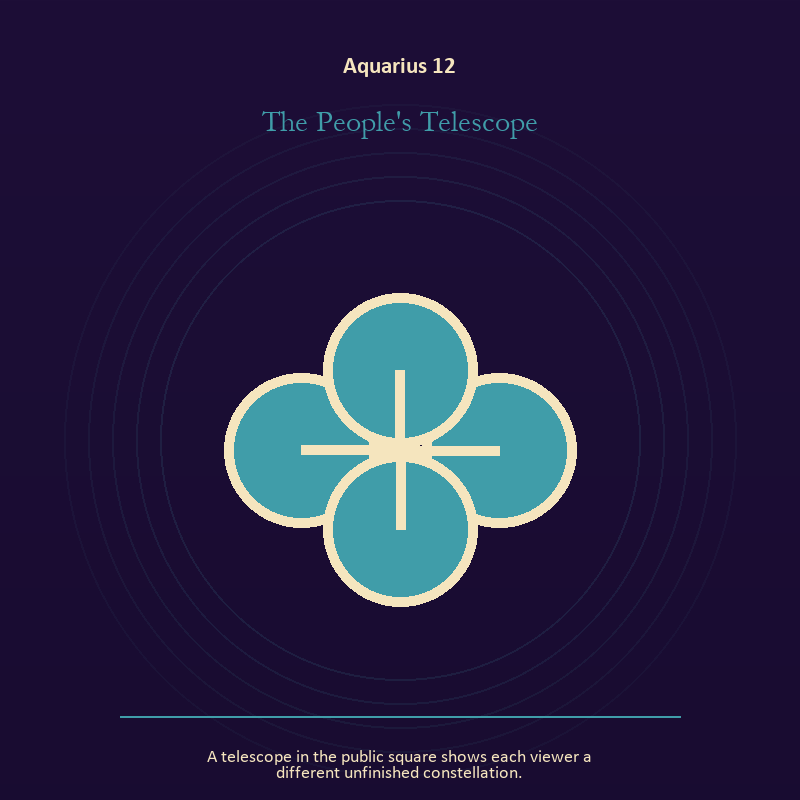 Aquarius 12
The People's Telescope
A telescope in the public square shows each viewer a
different unfinished constellation.